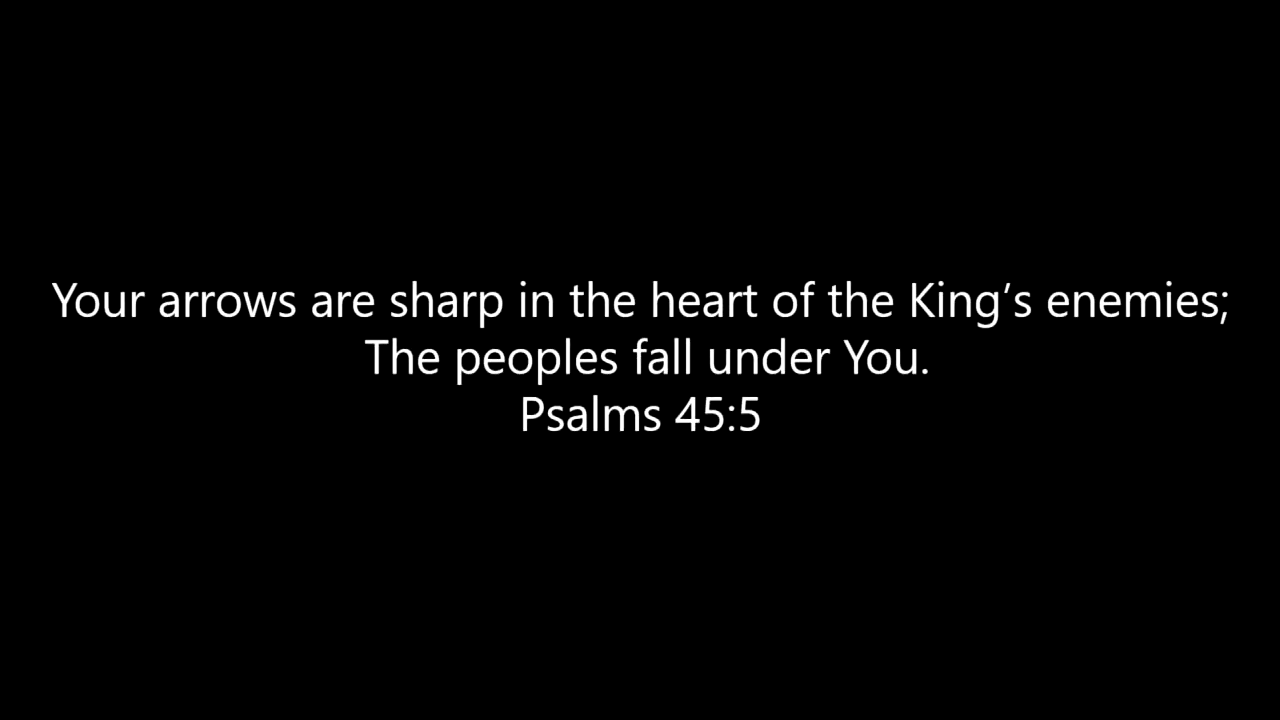 Your arrows are sharp in the heart of the King’s enemies;
The peoples fall under You.
Psalms 45:5